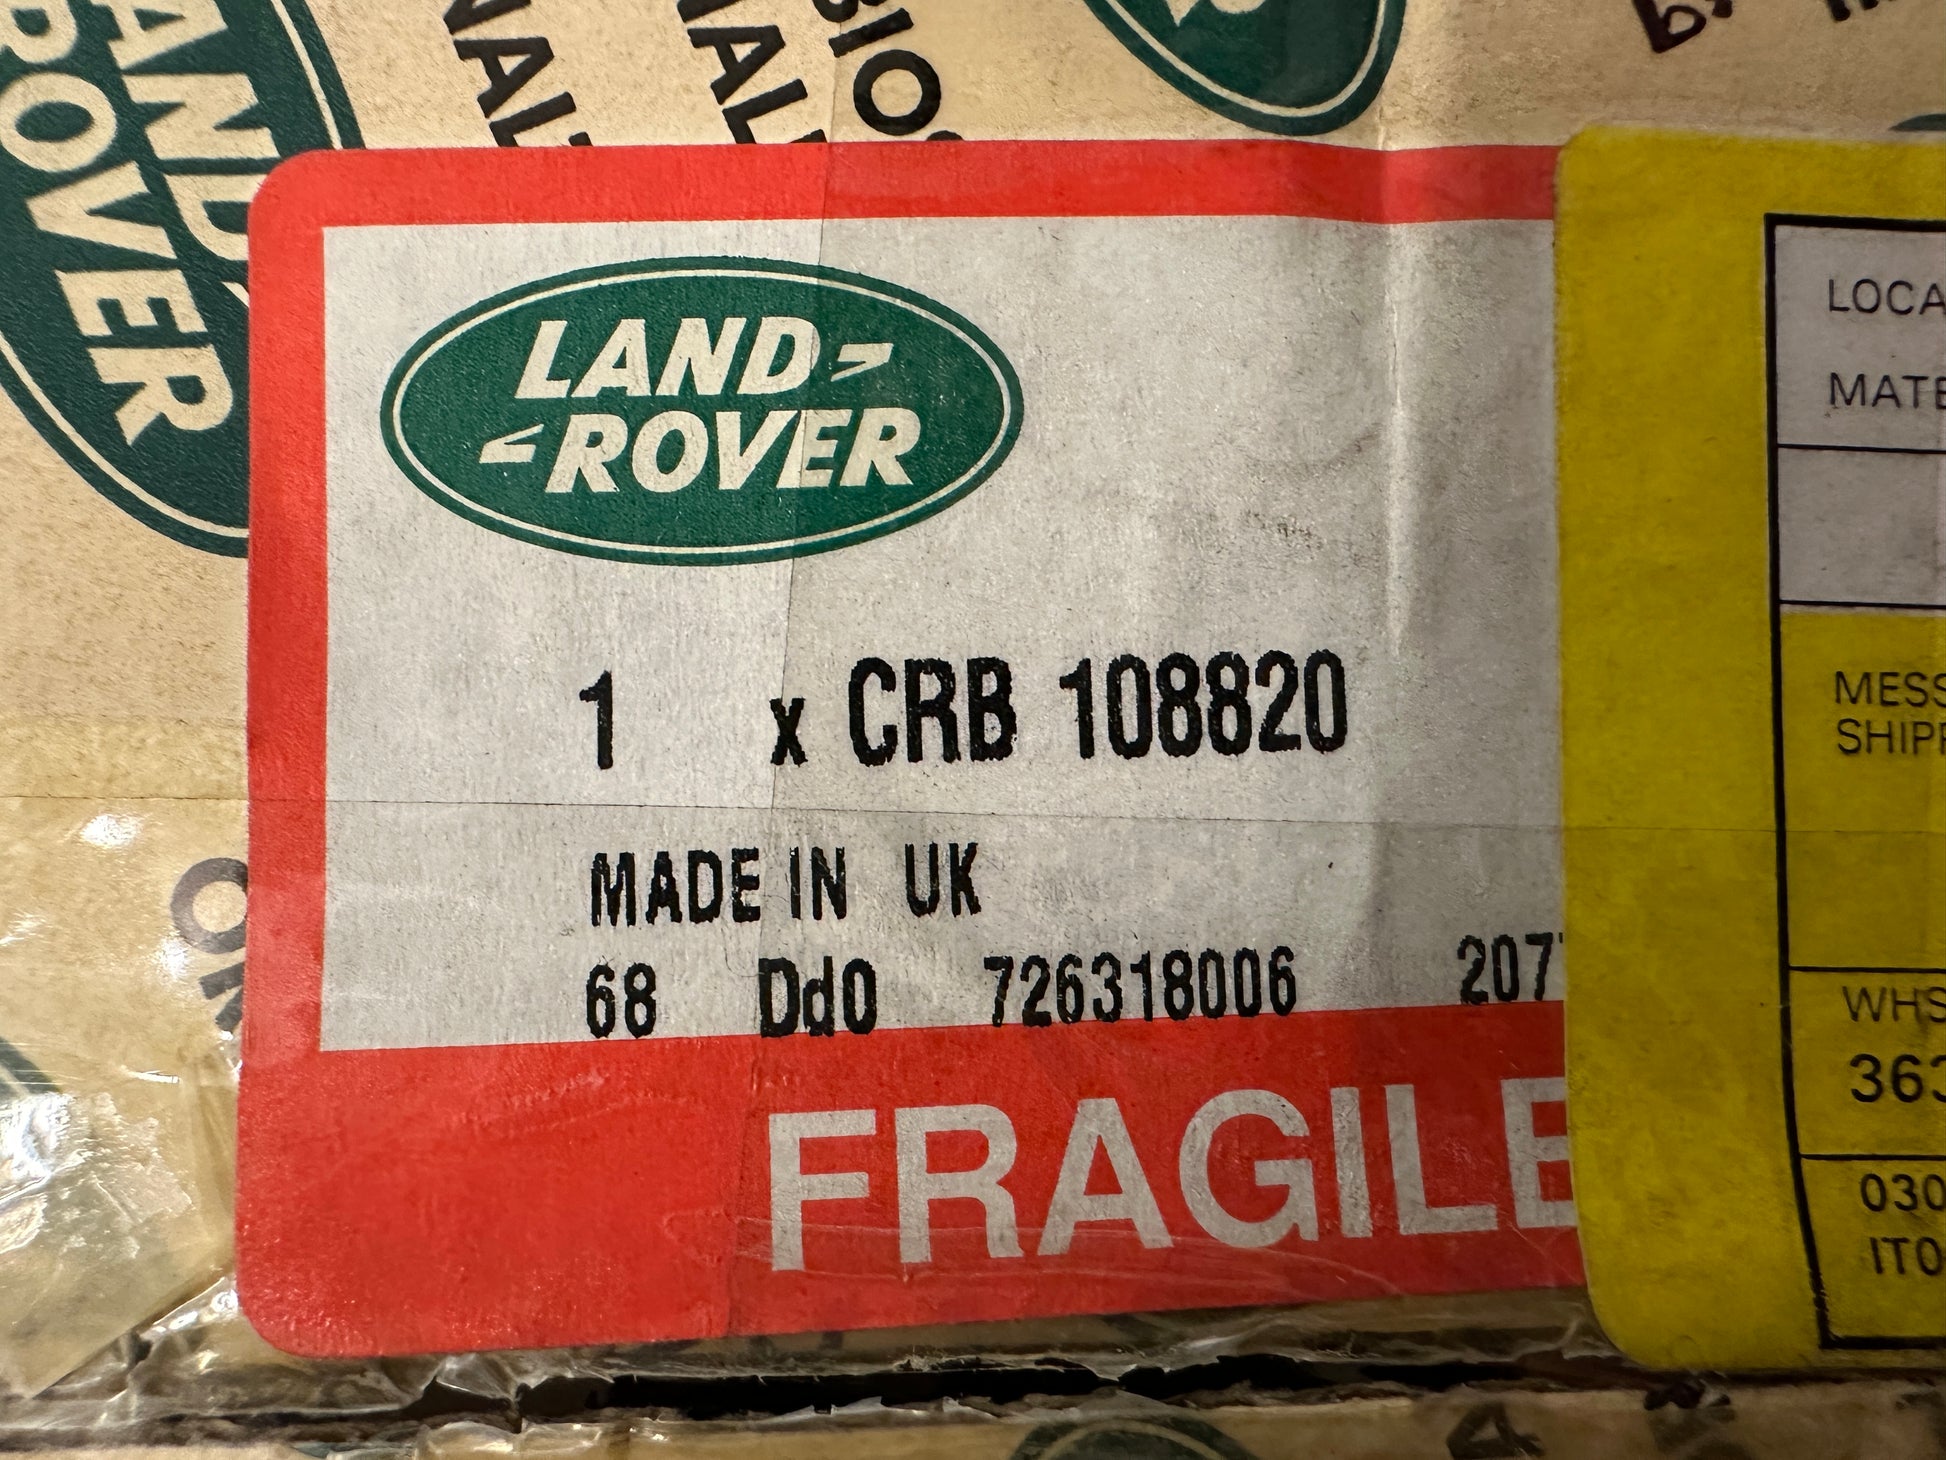 LAND
ROVER
LAND-
-ROVER
1 x CRB 108820
MADE IN UK
68 Dd0 726318006 207
FRAGILE
LOCA
MATE
MESS
SHIPP
WHS
363
030
IT0